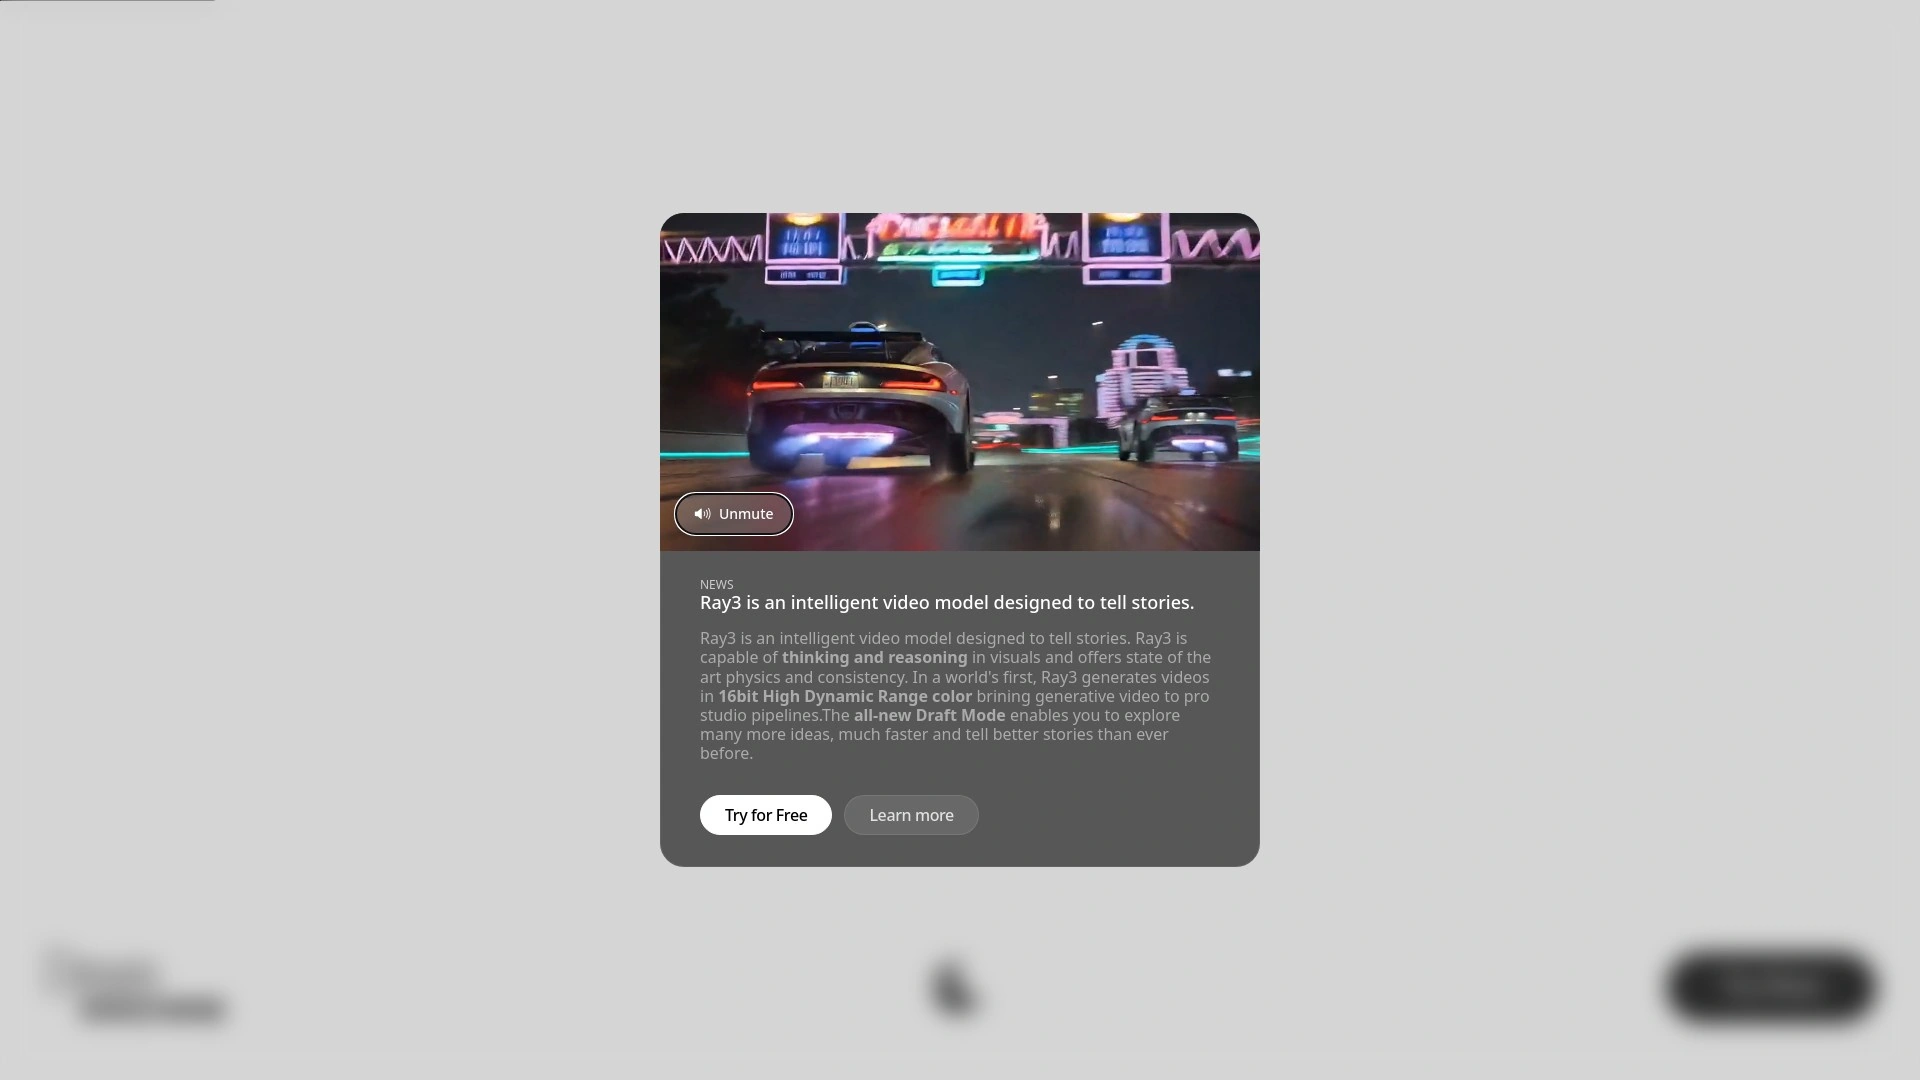 Unmute
NEWS
Ray3 is an intelligent video model designed to tell stories.
Ray3 is an intelligent video model designed to tell stories. Ray3 is
capable of thinking and reasoning in visuals and offers state of the
art physics and consistency. In a world's first, Ray3 generates videos
in 16bit High Dynamic Range color brining generative video to pro
studio pipelines.The all-new Draft Mode enables you to explore
many more ideas, much faster and tell better stories than ever
before.
Try for Free
Learn more